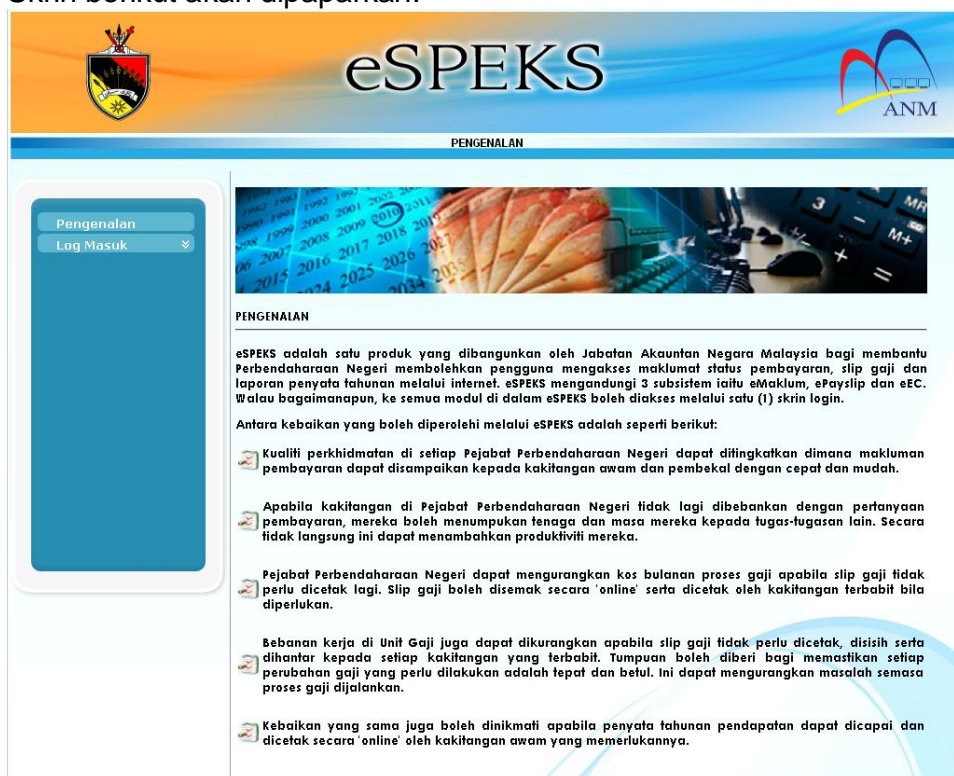 Skrin berikut akan dipaparkan:
eSPEKS
ANM
PENGENALAN
Pengenalan
Log Masuk
PENGENALAN
eSPEKS adalah satu produk yang dibangunkan oleh Jabatan Akauntan Negara Malaysia bagi membantu
Perbendaharaan Negeri membolehkan pengguna mengakses maklumat status pembayaran, slip gaji dan
laporan penyata tahunan melalui internet. eSPEKS mengandungi 3 subsistem iaitu eMaklum, ePayslip dan eEC.
Walau bagaimanapun, ke semua modul di dalam eSPEKS boleh diakses melalui satu (1) skrin login.
Antara kebaikan yang boleh diperolehi melalui eSPEKS adalah seperti berikut:
Kualiti perkhidmatan di setiap Pejabat Perbendaharaan Negeri dapat ditingkatkan dimana makluman
pembayaran dapat disampaikan kepada kakitangan awam dan pembekal dengan cepat dan mudah.
Apabila kakitangan di Pejabat Perbendaharaan Negeri tidak lagi dibebankan dengan pertanyaan
pembayaran, mereka boleh menumpukan tenaga dan masa mereka kepada tugas-tugasan lain. Secara
tidak langsung ini dapat menambahkan produktiviti mereka.
Pejabat Perbendaharaan Negeri dapat mengurangkan kos bulanan proses gaji apabila slip gaji tidak
perlu dicetak lagi. Slip gaji boleh disemak secara 'online' serta dicetak oleh kakitangan terbabit bila
diperlukan.
Bebanan kerja di Unit Gaji juga dapat dikurangkan apabila slip gaji tidak perlu dicetak, disisih serta
dihantar kepada setiap kakitangan yang terbabit. Tumpuan boleh diberi bagi memastikan setiap
perubahan gaji yang perlu dilakukan adalah tepat dan betul. Ini dapat mengurangkan masalah semasa
proses gaji dijalankan.
Kebaikan yang sama juga boleh dinikmati apabila penyata tahunan pendapatan dapat dicapai dan
dicetak secara 'online' oleh kakitangan awam yang memerlukannya.